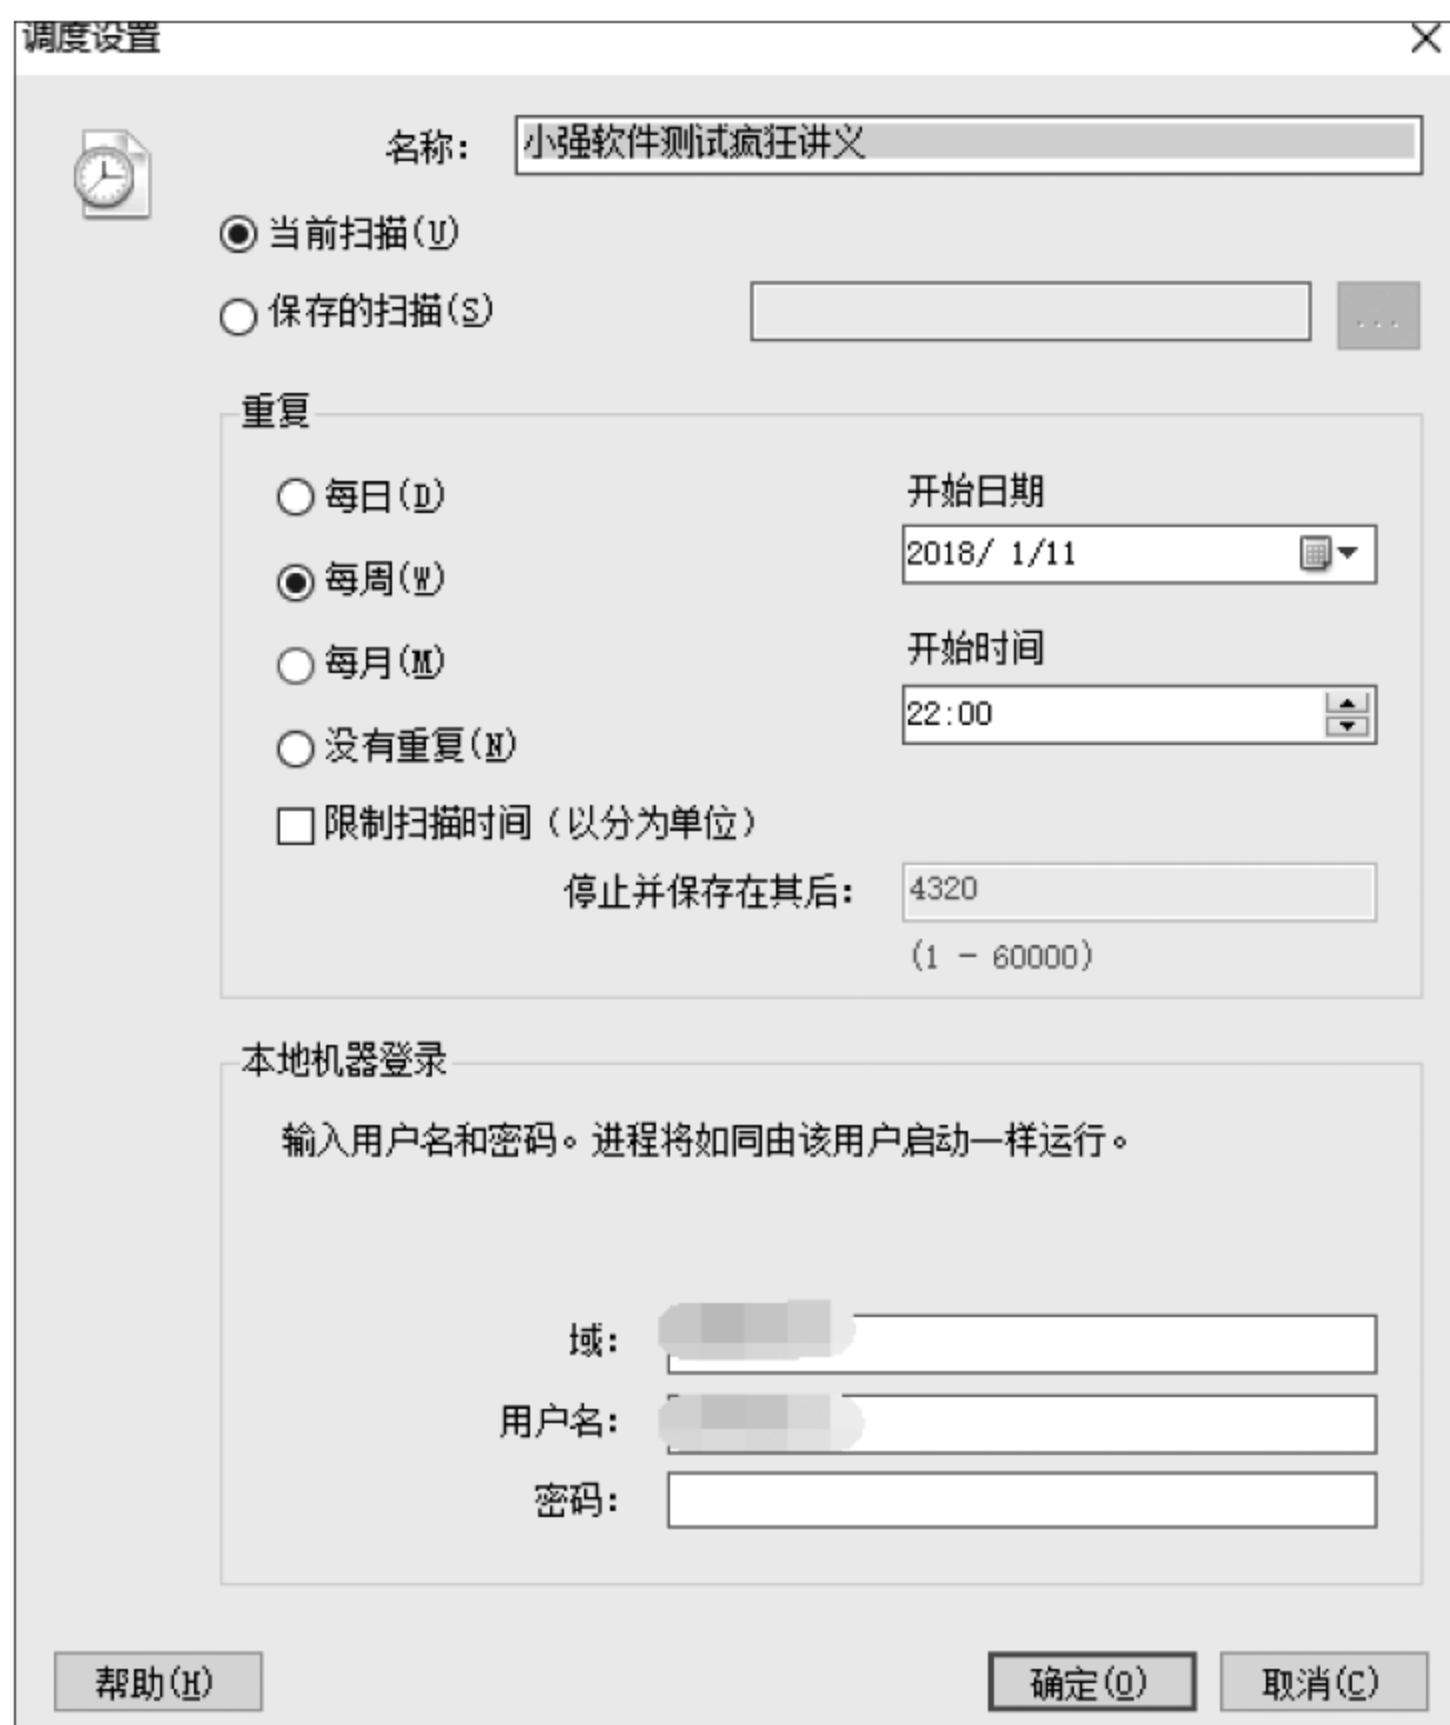 调度设置
名称: 小强软件测试疯狂讲义
当前扫描(U)
保存的扫描(S) ...
重复
每日(D)
每周(W)
每月(M)
没有重复(N)
开始日期
2018/ 1/11
开始时间
22:00
限制扫描时间（以分为单位）
停止并保存在其后: 4320
(1 - 60000)
本地机器登录
输入用户名和密码。进程将如同由该用户启动一样运行。
域:
用户名:
密码:
帮助(H) 确定(O) 取消(C)